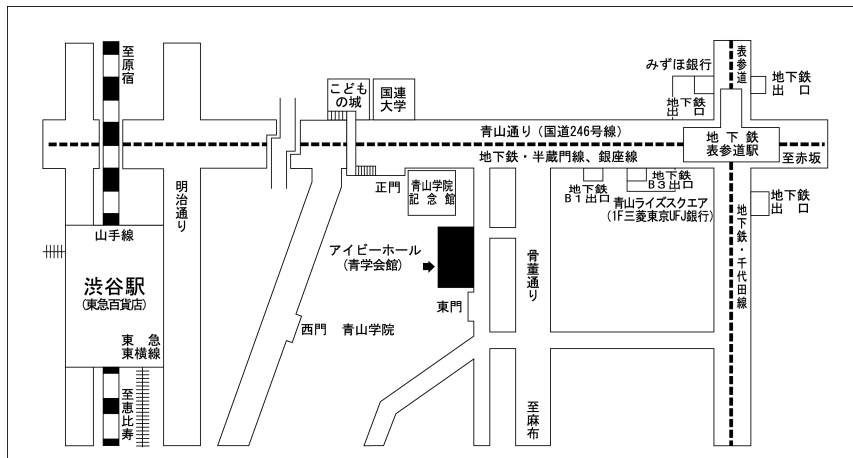 至原宿
こども
の城
国連
大学
みずほ銀行
表参道
地下鉄
出口
地下鉄
出口
青山通り(国道246号線)
地下鉄
表参道駅
地下鉄・半蔵門線、銀座線
至赤坂
明治通り
正門
青山学院
記念館
地下鉄
B1出口
地下鉄
B3出口
青山ライズスクエア
(1F三菱東京UFJ銀行)
地下鉄
出口
山手線
アイビーホール
(青学会館)
骨董通り
地下鉄・千代田線
渋谷駅
(東急百貨店)
東門
西門 青山学院
東急
東横線
至恵比寿
至麻布